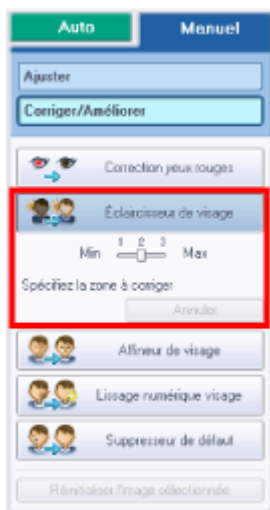 Auto Manuel
Ajuster
Corriger/Améliorer
Correction yeux rouges
Éclaircisseur de visage
1 2 3
Min Max
Spécifiez la zone à corriger
Annuler
Affineur de visage
Lissage numérique visage
Suppresseur de défaut
Réinitialiser l'image sélectionnée